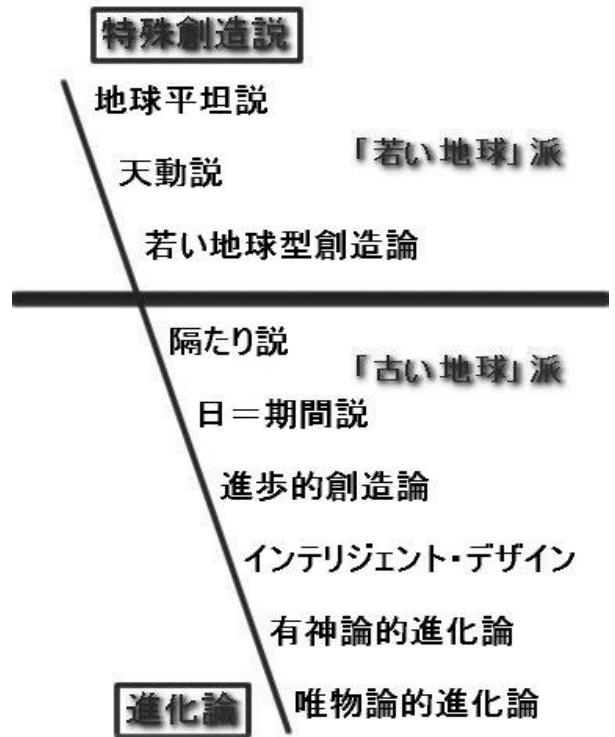 特殊創造説
地球平坦説
「若い地球」派
天動説
若い地球型創造論
隔たり説
「古い地球」派
日＝期間説
進歩的創造論
インテリジェント・デザイン
有神論的進化論
唯物論的進化論
進化論